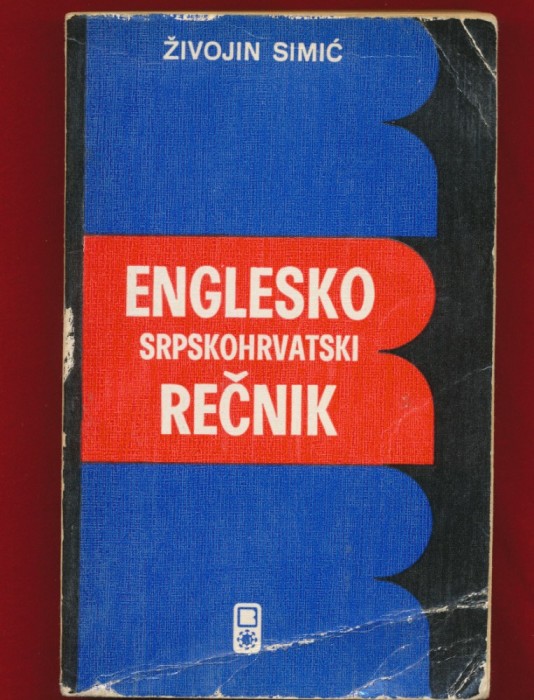 ŽIVOJIN SIMIĆ
ENGLESKO
SRPSKOHRVATSKI
REČNIK